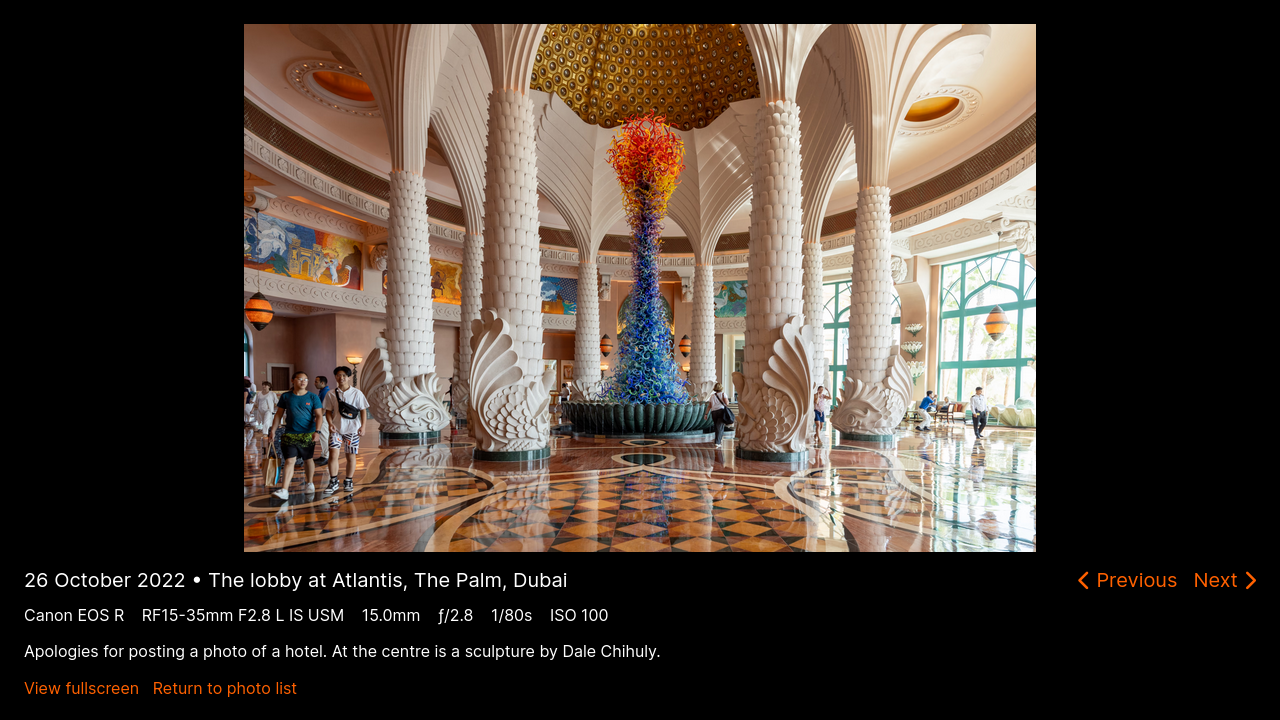 26 October 2022 • The lobby at Atlantis, The Palm, Dubai
Previous Next
Canon EOS R RF15-35mm F2.8 L IS USM 15.0mm ƒ/2.8 1/80s ISO 100
Apologies for posting a photo of a hotel. At the centre is a sculpture by Dale Chihuly.
View fullscreen Return to photo list